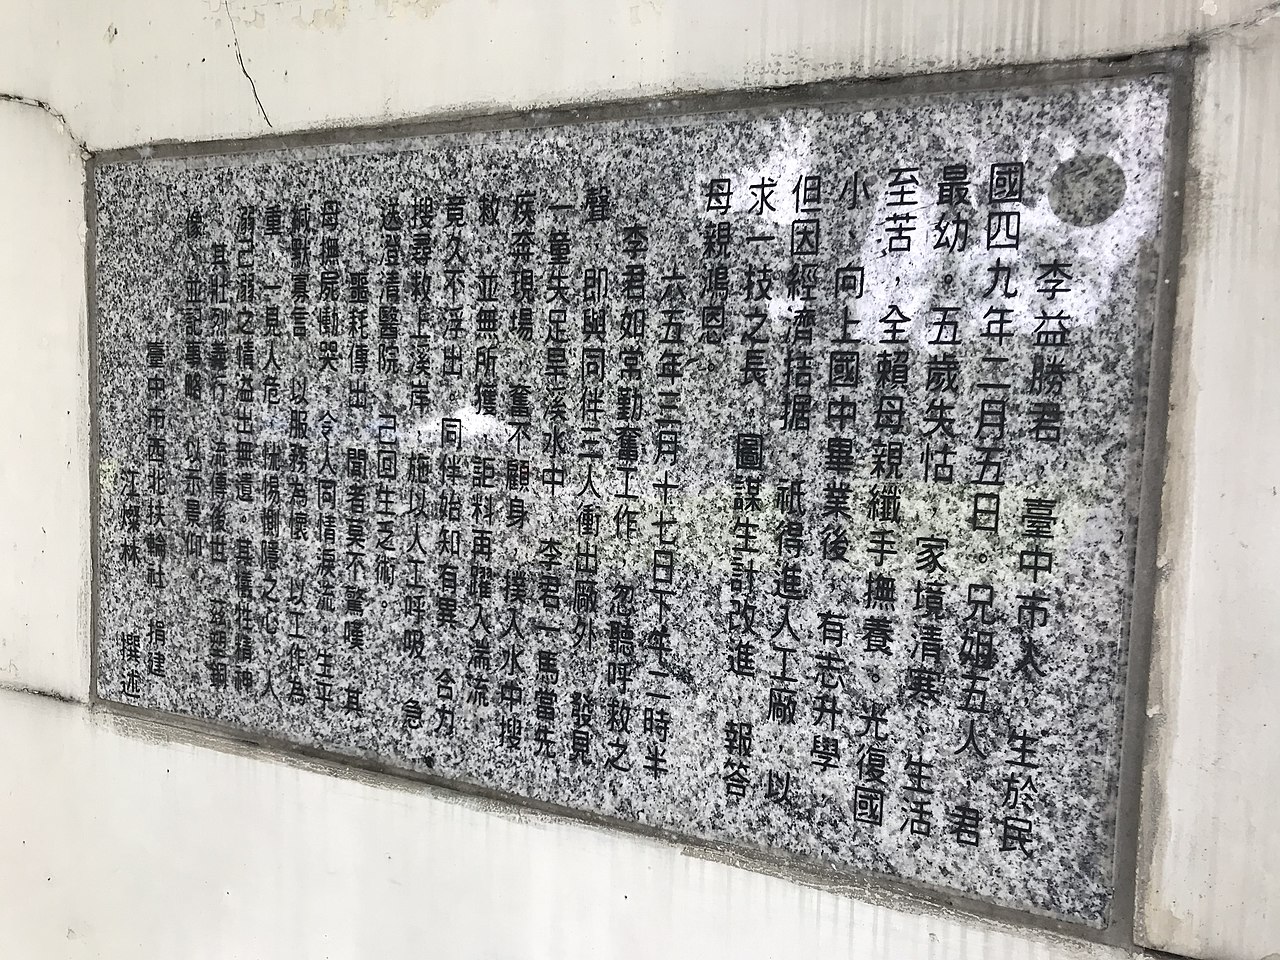 李益勝君　臺中市人　生於民
國四九年二月五日。兄姐五人　君
最幼。五歲失怙　家境清寒、生活
至苦，全賴母親纖手撫養。光復國
小、向上國中畢業後　有志升學
但因經濟拮据　祇得進入工廠　以
求一技之長　圖謀生計改進　報答
母親鴻恩。
六五年三月十七日下午二時半
李君如常勤奮工作　忽聽呼救之
聲　即與同伴三人衝出廠外　發見
一童失足旱溪水中　李君一馬當先
疾奔現場　奮不顧身　撲入水中搜
救　並無所獲　詎料再躍入湍流
竟久不浮出。同伴始知有異　合力
搜尋救上溪岸　施以人工呼吸　急
送澄清醫院　己回生乏術。
噩耗傳出　聞者莫不驚嘆　其
母撫屍慟哭　令人同情淚流。生平
緘默寡言　以服務為懷　以工作為
重　一見人危　怵惕惻隱之心　人
溺己溺之情溢出無遺。其犧牲精神
其壯烈義行　流傳後世　茲塑銅
像　並記事略　以示景仰
臺中市西北扶輪社　捐建
江燦林　撰述